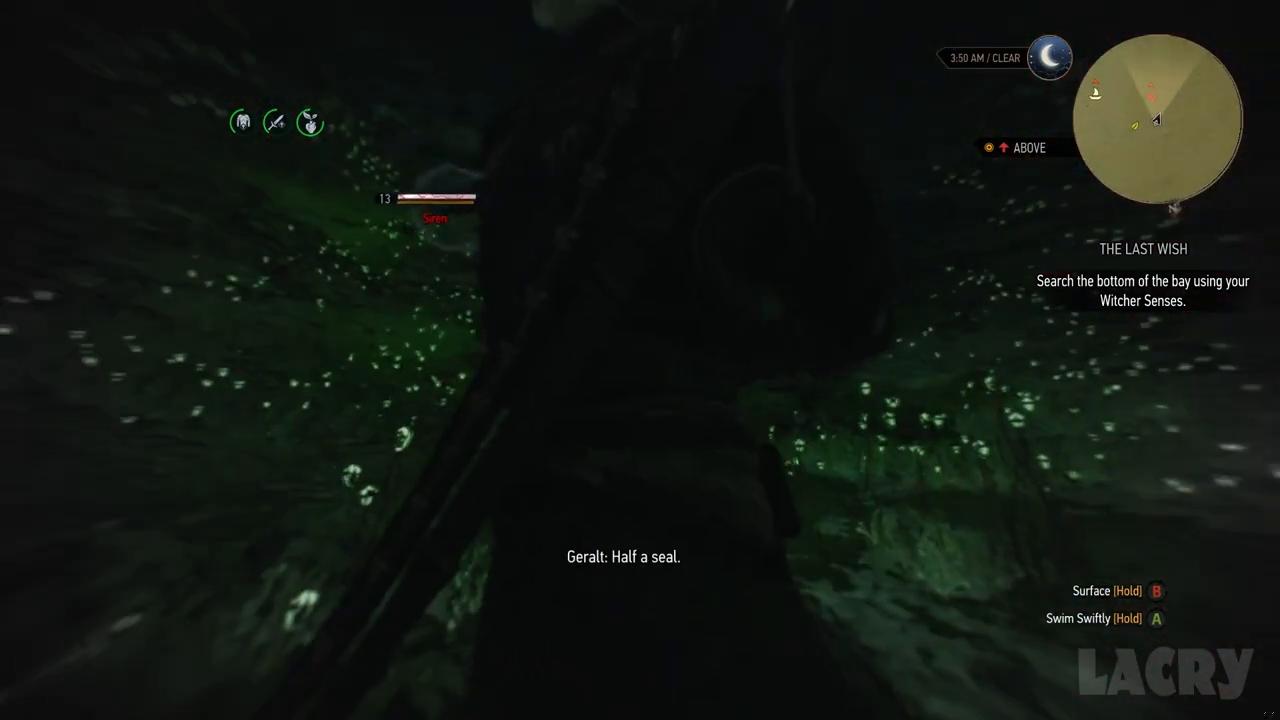 3:50 AM / CLEAR
ABOVE
13
Siren
THE LAST WISH
Search the bottom of the bay using your
Witcher Senses.
Geralt: Half a seal.
Surface [Hold] B
Swim Swiftly [Hold] A
LACRY